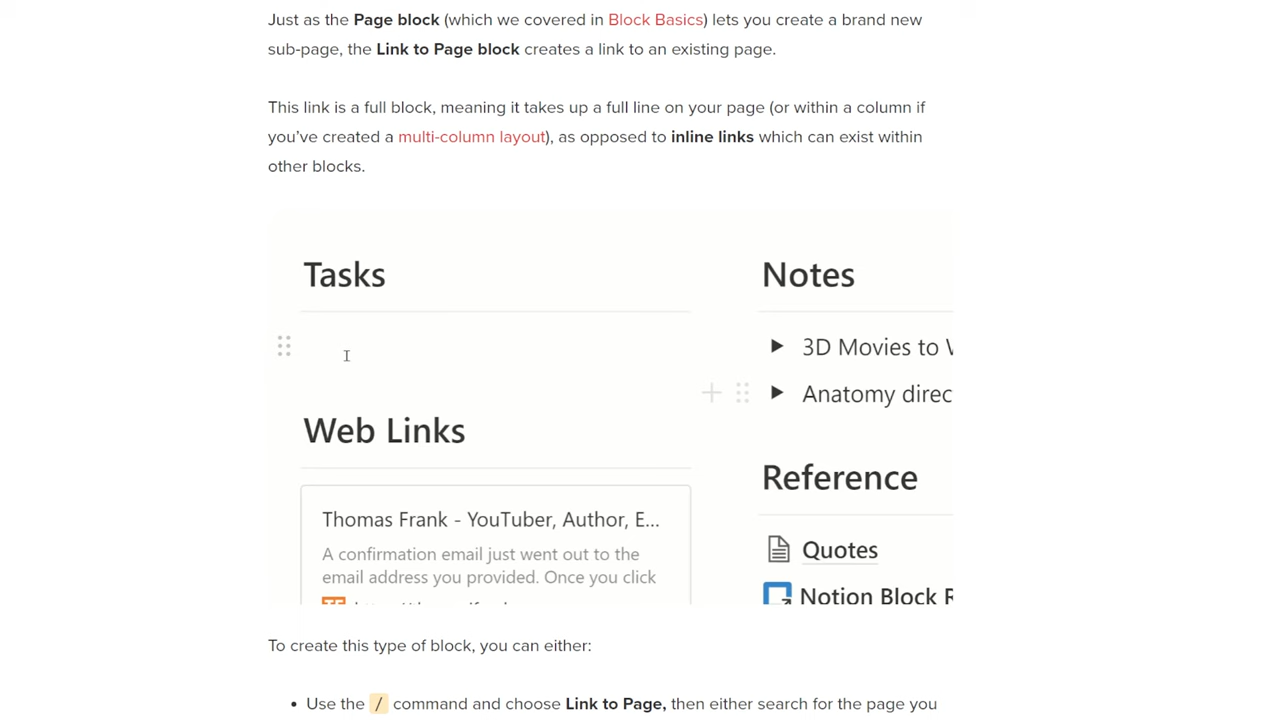 Just as the Page block (which we covered in Block Basics) lets you create a brand new
sub-page, the Link to Page block creates a link to an existing page.
This link is a full block, meaning it takes up a full line on your page (or within a column if
you’ve created a multi-column layout), as opposed to inline links which can exist within
other blocks.
Tasks
Web Links
Thomas Frank - YouTuber, Author, E...
A confirmation email just went out to the
email address you provided. Once you click
Notes
3D Movies to
Anatomy direc
Reference
Quotes
Notion Block
To create this type of block, you can either:
• Use the / command and choose Link to Page, then either search for the page you